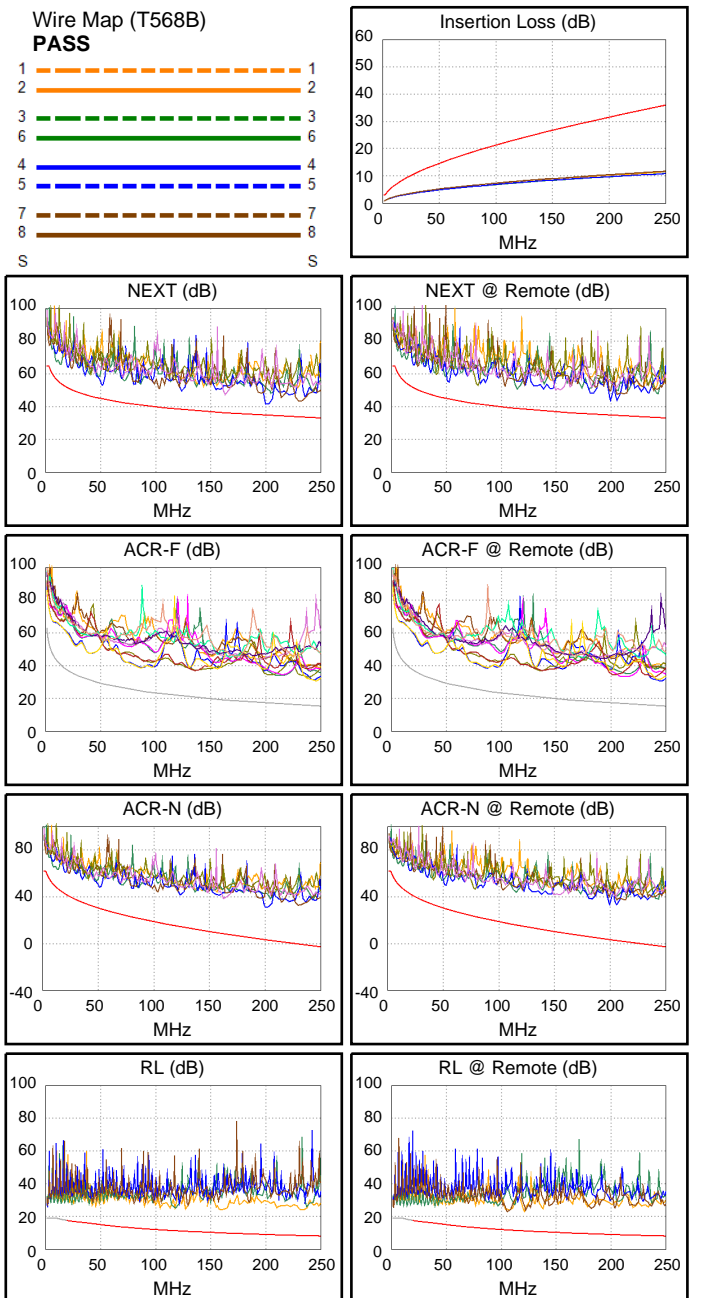 Wire Map (T568B)
PASS
1 1
2 2
3 3
6 6
4 4
5 5
7 7
8 8
S S
Insertion Loss (dB)
60
50
40
30
20
10
0
0 50 100 150 200 250
MHz
NEXT (dB)
100
80
60
40
20
0
0 50 100 150 200 250
MHz
NEXT @ Remote (dB)
100
80
60
40
20
0
0 50 100 150 200 250
MHz
ACR-F (dB)
100
80
60
40
20
0
0 50 100 150 200 250
MHz
ACR-F @ Remote (dB)
100
80
60
40
20
0
0 50 100 150 200 250
MHz
ACR-N (dB)
80
40
0
-40
0 50 100 150 200 250
MHz
ACR-N @ Remote (dB)
80
40
0
-40
0 50 100 150 200 250
MHz
RL (dB)
100
80
60
40
20
0
0 50 100 150 200 250
MHz
RL @ Remote (dB)
100
80
60
40
20
0
0 50 100 150 200 250
MHz